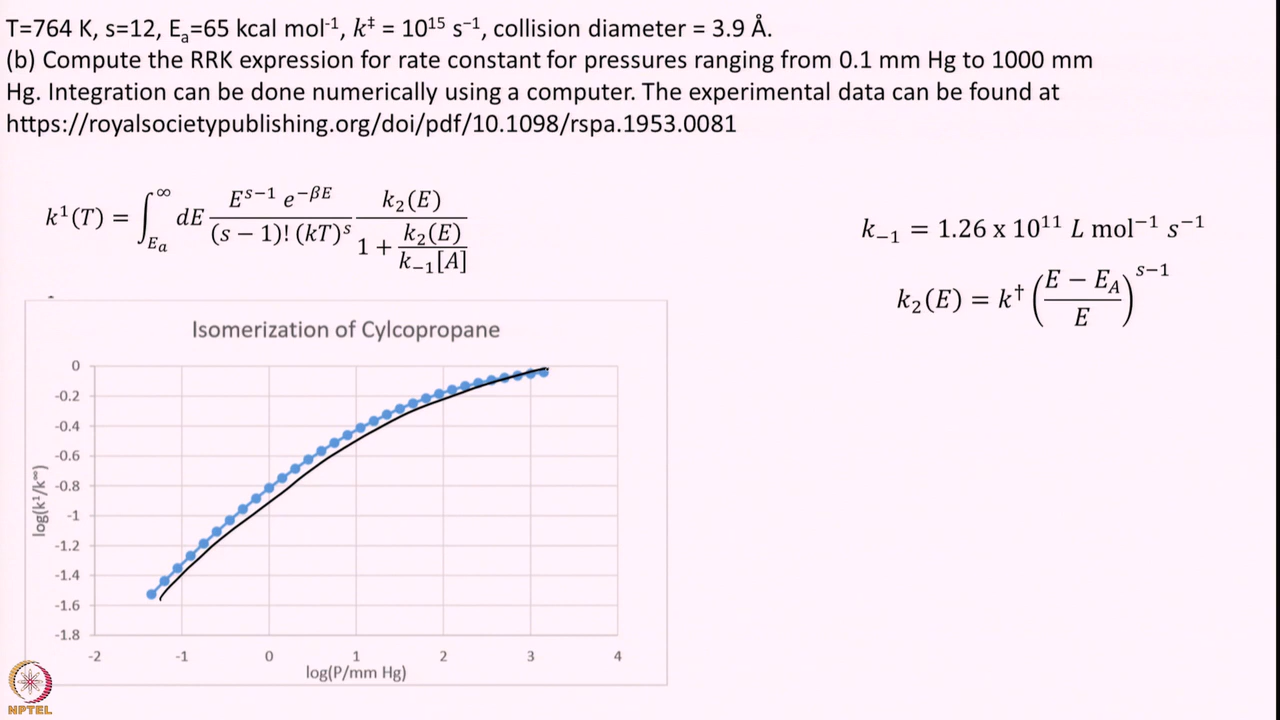 T=764 K, s=12, Eₐ=65 kcal mol⁻¹, k‡ = 10¹⁵ s⁻¹, collision diameter = 3.9 Å.
(b) Compute the RRK expression for rate constant for pressures ranging from 0.1 mm Hg to 1000 mm
Hg. Integration can be done numerically using a computer. The experimental data can be found at
https://royalsocietypublishing.org/doi/pdf/10.1098/rspa.1953.0081
k¹(T) = ∫_{Eₐ}^{∞} dE (E^{s−1} e^{−βE})/((s − 1)! (kT)^s) k₂(E)/(1 + k₂(E)/(k₋₁[A]))
k₋₁ = 1.26 x 10¹¹ L mol⁻¹ s⁻¹
k₂(E) = k† ((E − E_A)/E)^{s−1}
Isomerization of Cylcopropane
0
-0.2
-0.4
-0.6
-0.8
-1
-1.2
-1.4
-1.6
-1.8
log(k¹/k∞)
-2 -1 0 1 2 3 4
log(P/mm Hg)
NPTEL